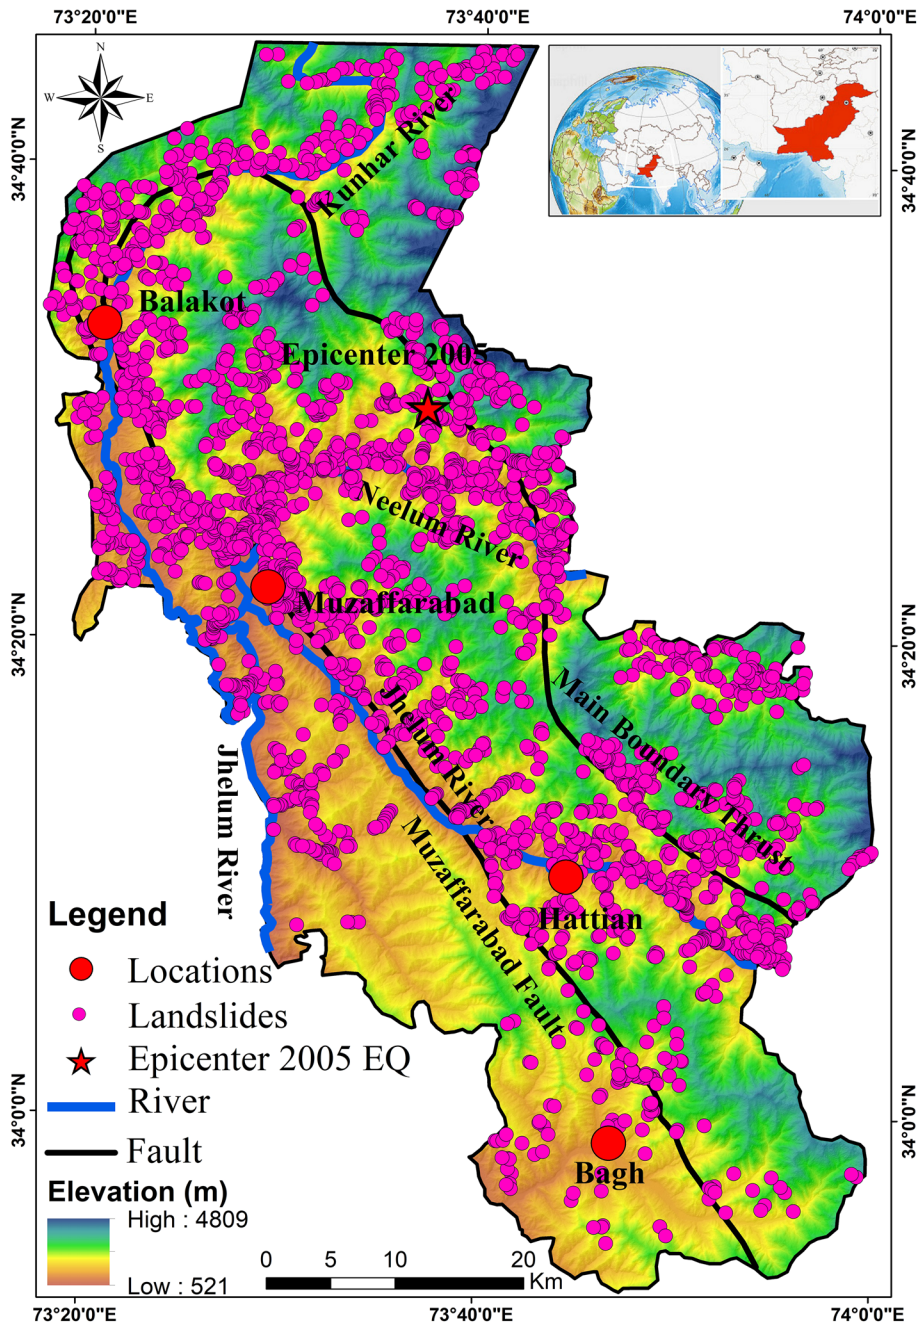 73°20'0"E
73°40'0"E
74°0'0"E
N
W
E
S
34°40'0"N
34°40'0"N
Kunhar River
Balakot
Epicenter 2005
Neelum River
Muzaffarabad
34°20'0"N
34°20'0"N
Main Boundary Thrust
Jhelum River
Jhelum River
Muzaffarabad Fault
Hattian
Legend
Locations
Landslides
Epicenter 2005 EQ
River
Fault
34°0'0"N
34°0'0"N
Bagh
Elevation (m)
High : 4809
Low : 521
0
5
10
20
Km
73°20'0"E
73°40'0"E
74°0'0"E